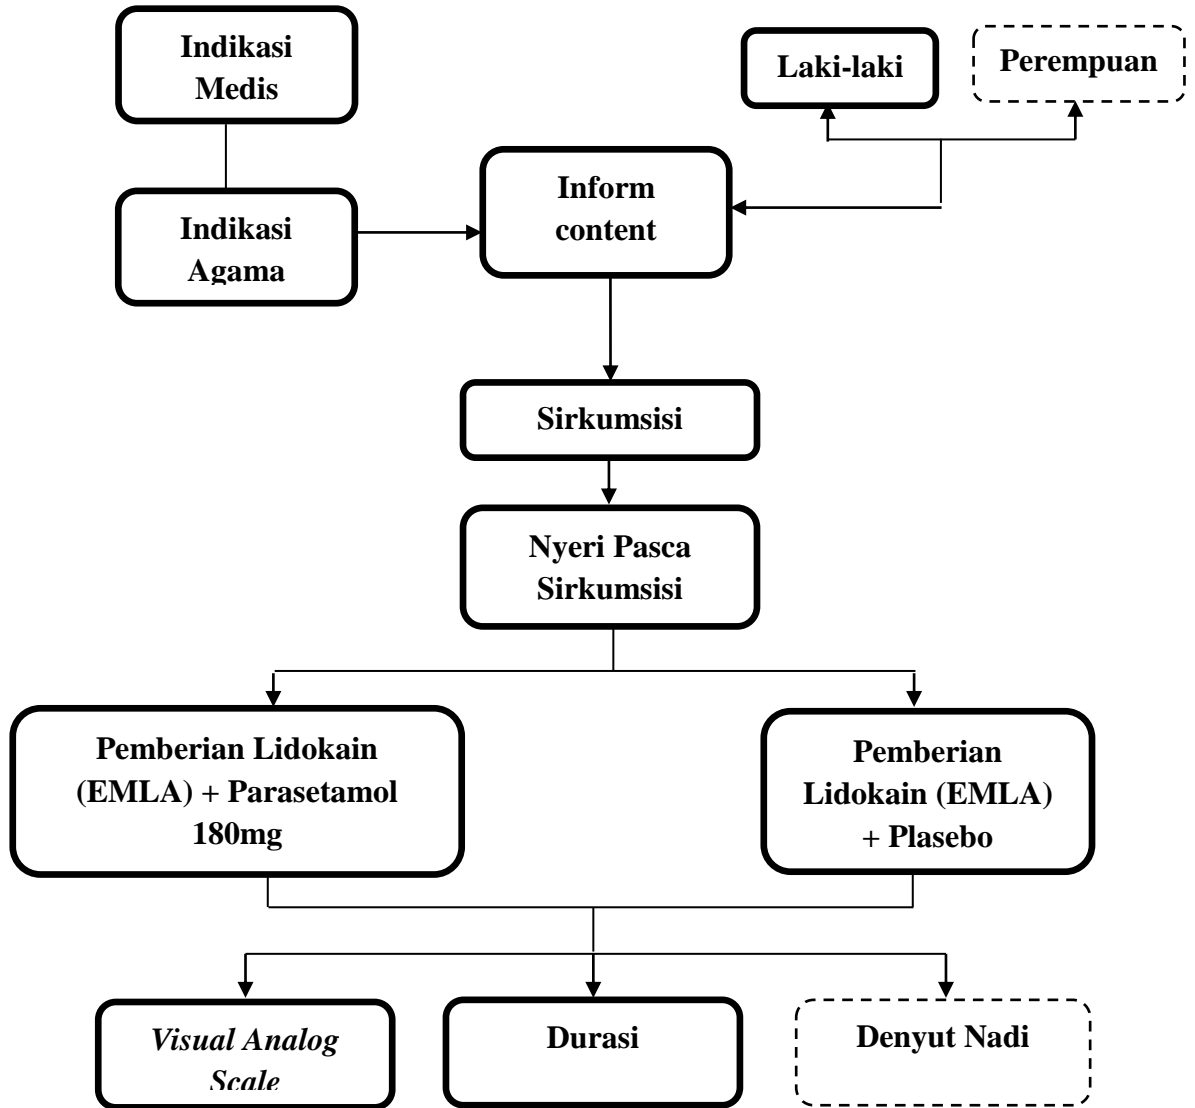 Indikasi
Medis
Laki-laki
Perempuan
Inform
content
Indikasi
Agama
Sirkumsisi
Nyeri Pasca
Sirkumsisi
Pemberian Lidokain
(EMLA) + Parasetamol
180mg
Pemberian
Lidokain (EMLA)
+ Plasebo
Visual Analog
Scale
Durasi
Denyut Nadi